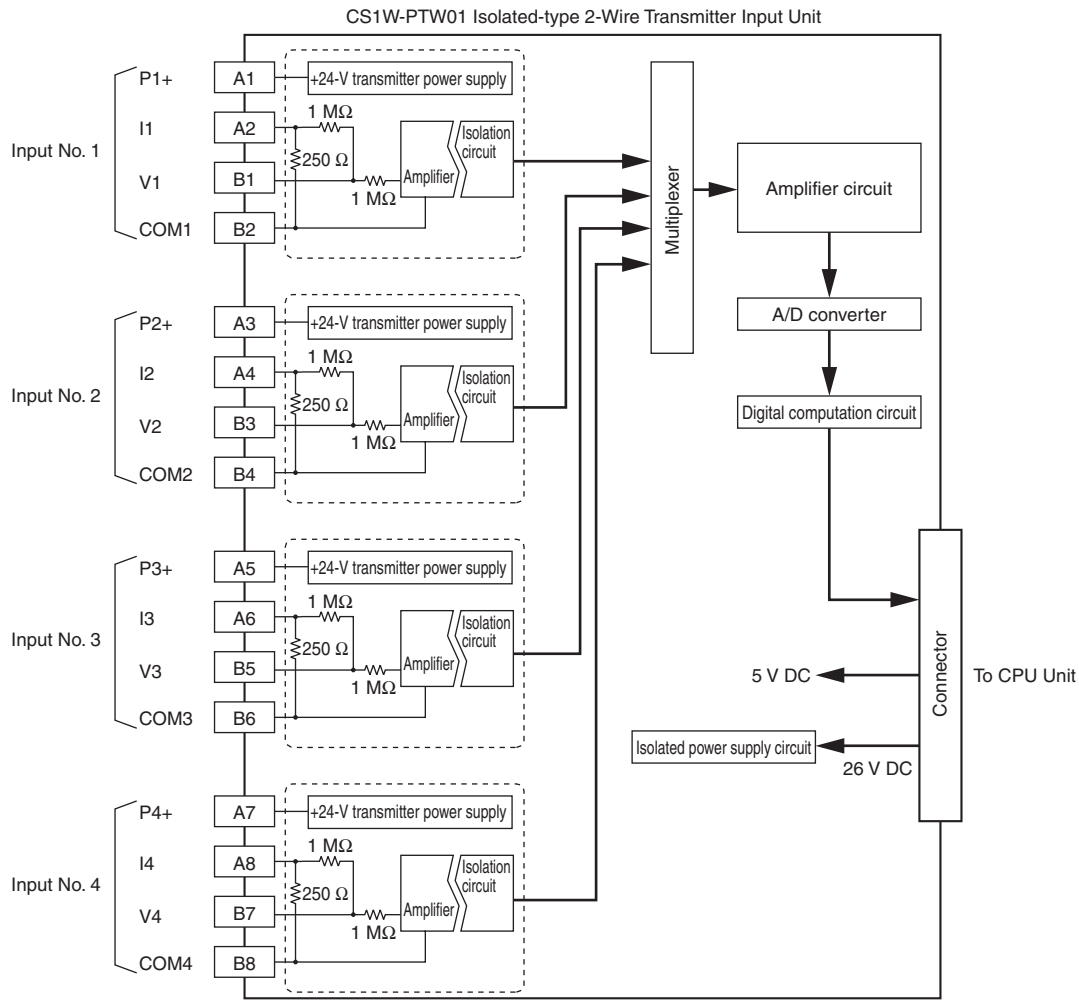 CS1W-PTW01 Isolated-type 2-Wire Transmitter Input Unit
Input No. 1
P1+
I1
V1
COM1
A1
A2
B1
B2
+24-V transmitter power supply
1 MΩ
250 Ω
1 MΩ
Amplifier
Isolation
circuit
Input No. 2
P2+
I2
V2
COM2
A3
A4
B3
B4
+24-V transmitter power supply
1 MΩ
250 Ω
1 MΩ
Amplifier
Isolation
circuit
Input No. 3
P3+
I3
V3
COM3
A5
A6
B5
B6
+24-V transmitter power supply
1 MΩ
250 Ω
1 MΩ
Amplifier
Isolation
circuit
Input No. 4
P4+
I4
V4
COM4
A7
A8
B7
B8
+24-V transmitter power supply
1 MΩ
250 Ω
1 MΩ
Amplifier
Isolation
circuit
Multiplexer
Amplifier circuit
A/D converter
Digital computation circuit
5 V DC
Isolated power supply circuit
26 V DC
Connector
To CPU Unit